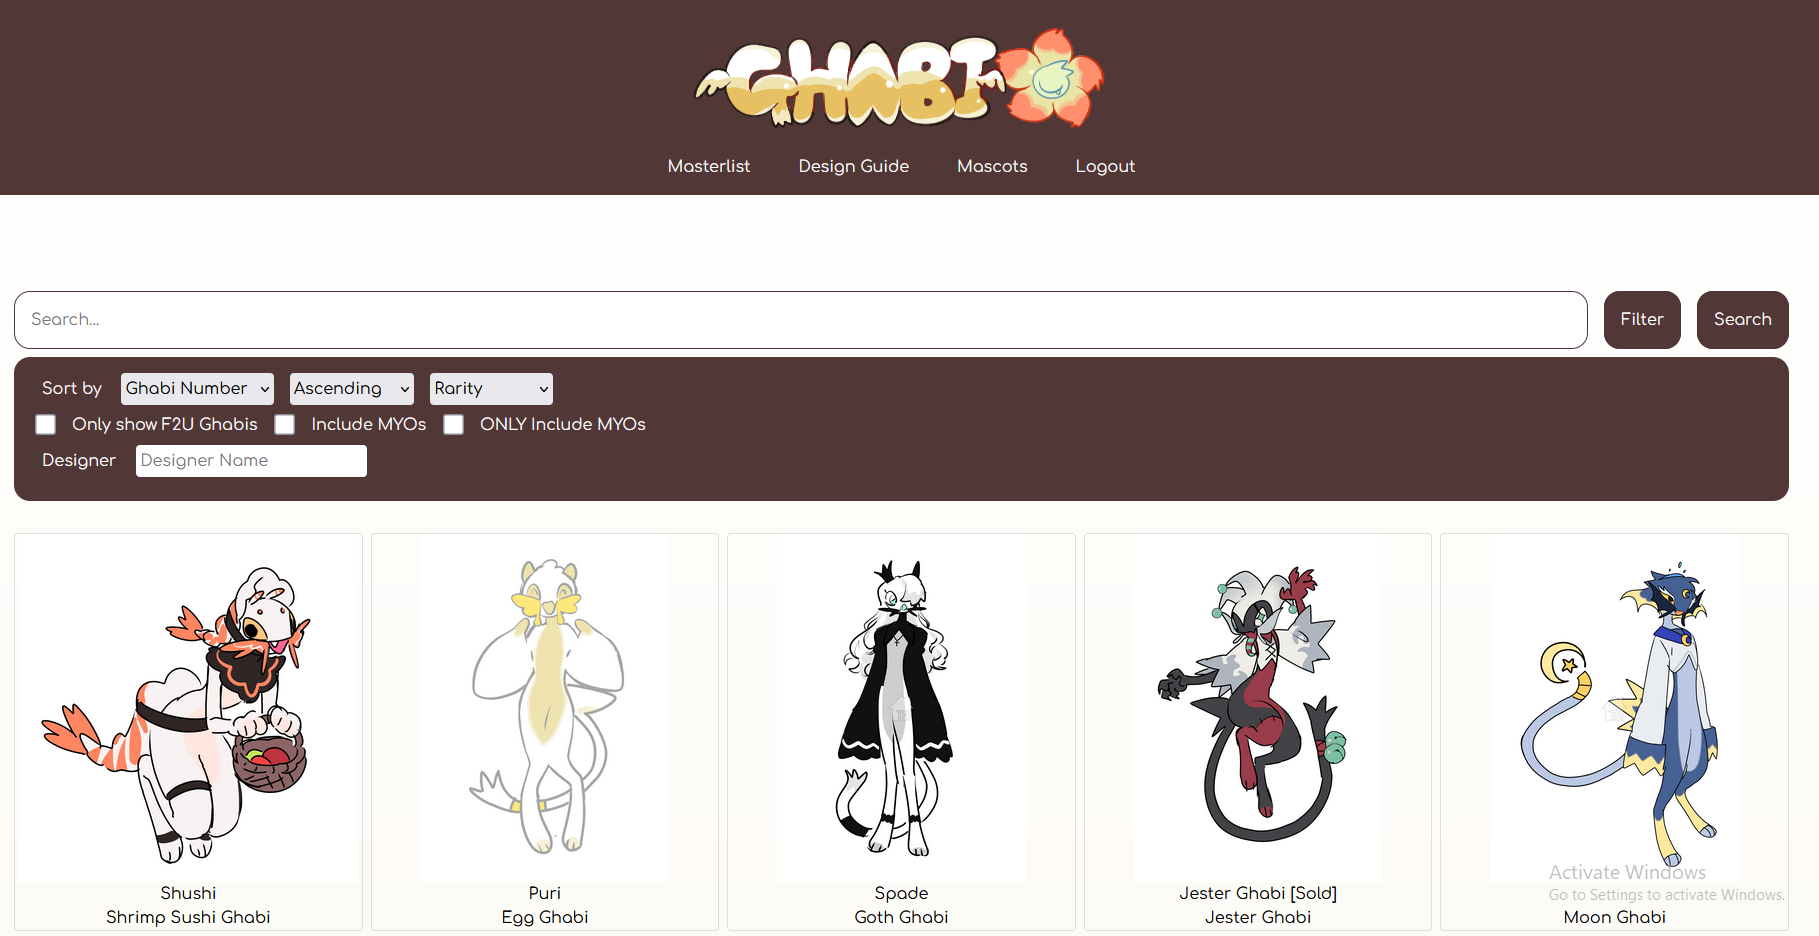 GHABI
Masterlist Design Guide Mascots Logout
Search...
Filter
Search
Sort by Ghabi Number Ascending Rarity
Only show F2U Ghabis Include MYOs ONLY Include MYOs
Designer Designer Name
Shushi
Shrimp Sushi Ghabi
Puri
Egg Ghabi
Spade
Goth Ghabi
Jester Ghabi [Sold]
Jester Ghabi
Moon Ghabi
Activate Windows
Go to Settings to activate Windows.